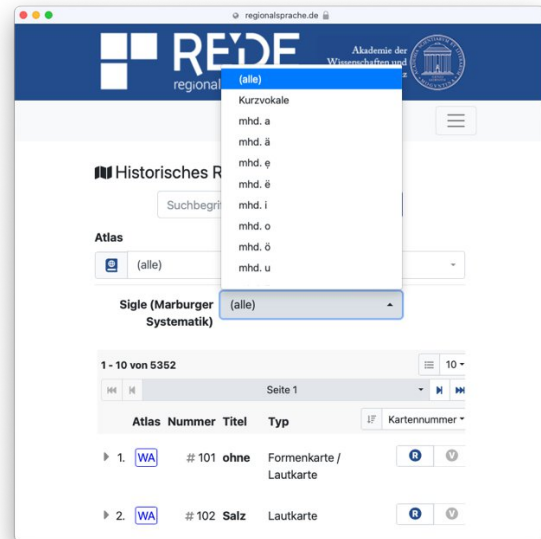 regionalsprache.de
REDE
regional
Akademie der
Wissenschaften und
(alle)
Kurzvokale
mhd. a
mhd. ä
mhd. ę
mhd. ë
mhd. i
mhd. o
mhd. ö
mhd. u
Historisches R
Suchbegri
Atlas
(alle)
Sigle (Marburger
Systematik)
(alle)
1 - 10 von 5352
10
Seite 1
Atlas Nummer Titel Typ Kartennummer
1. WA # 101 ohne Formenkarte /
Lautkarte
R V
2. WA # 102 Salz Lautkarte R V